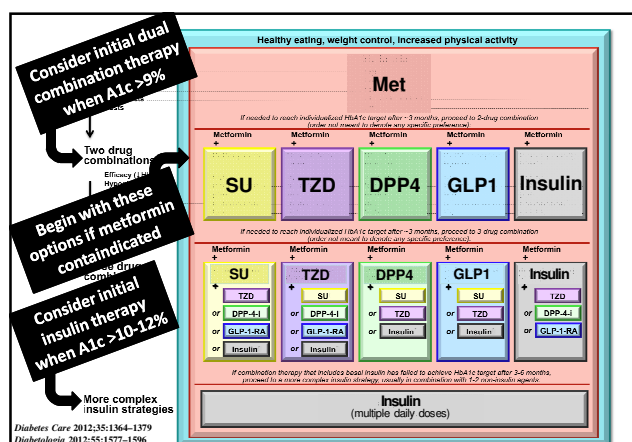 Healthy eating, weight control, increased physical activity
Consider initial dual
combination therapy
when A1c >9%
Met
If needed to reach individualized HbA1c target after ~ 3 months, proceed to 2-drug combination
(order not meant to denote any specific preference):
Two drug
combinations
Efficacy (↓H
Metformin
+
Metformin
+
Metformin
+
Metformin
+
Metformin
+
SU
TZD
DPP4
GLP1
Insulin
Begin with these
options if metformin
containdicated
If needed to reach individualized HbA1c target after ~3 months, proceed to 3 drug combination
(order not meant to denote any specific preference):
Metformin
+
Metformin
+
Metformin
+
Metformin
+
Metformin
+
SU
+
TZD
or DPP-4-I
or GLP-1-RA
or Insulin
TZD
+
SU
or DPP-4-I
or GLP-1-RA
or Insulin
DPP4
+
SU
or TZD
or Insulin
GLP1
+
SU
or TZD
or Insulin
Insulin
+
TZD
or DPP-4-i
or GLP-1-RA
Consider initial
insulin therapy
when A1c >10-12%
If combination therapy that includes basal insulin has failed to achieve HbA1c target after 3-6 months,
proceed to a more complex insulin strategy, usually in combination with 1-2 non-insulin agents.
More complex
insulin strategies
Insulin
(multiple daily doses)
Diabetes Care 2012;35:1364–1379
Diabetologia 2012;55:1577–1596